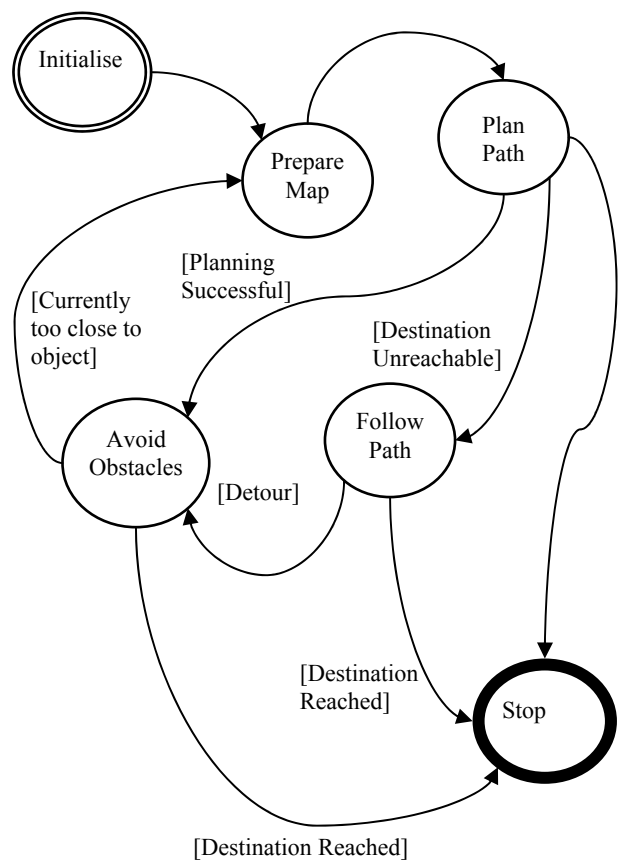 Initialise
Plan
Path
Prepare
Map
[Planning
Successful]
[Currently
too close to
object]
[Destination
Unreachable]
Avoid
Obstacles
Follow
Path
[Detour]
[Destination
Reached]
Stop
[Destination Reached]